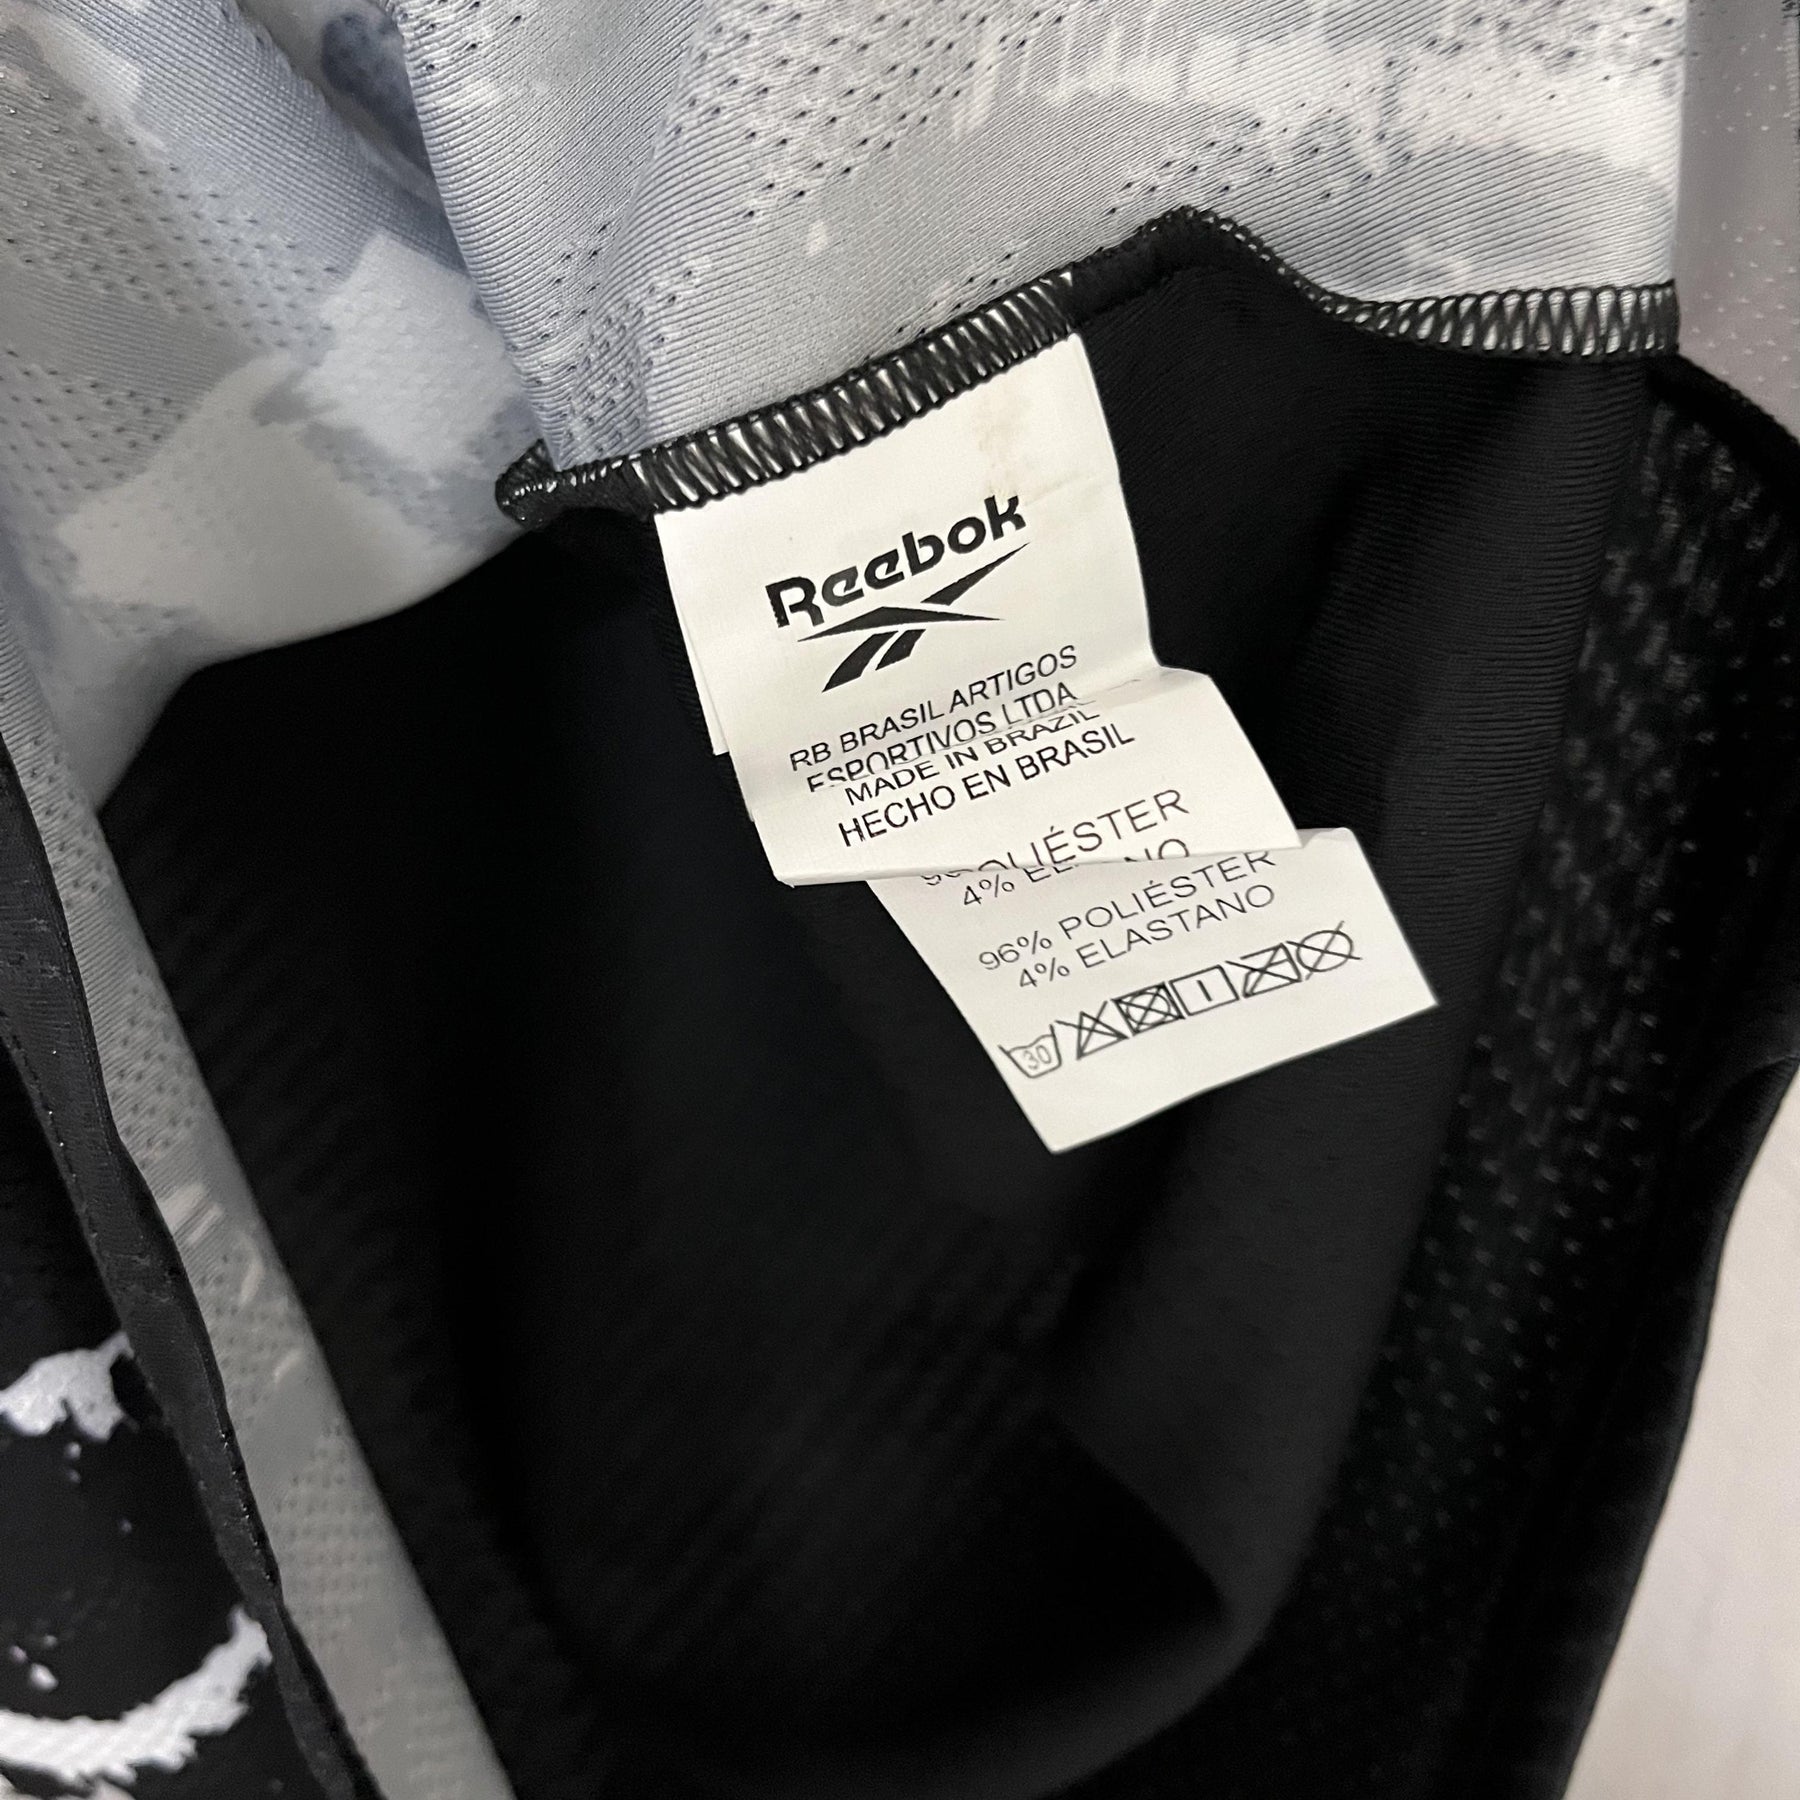 Reebok
RB BRASIL ARTIGOS
ESPORTIVOS LTDA
MADE IN BRAZIL
HECHO EN BRASIL
POLIÉSTER
4%
96% POLIÉSTER
4% ELASTANO
30